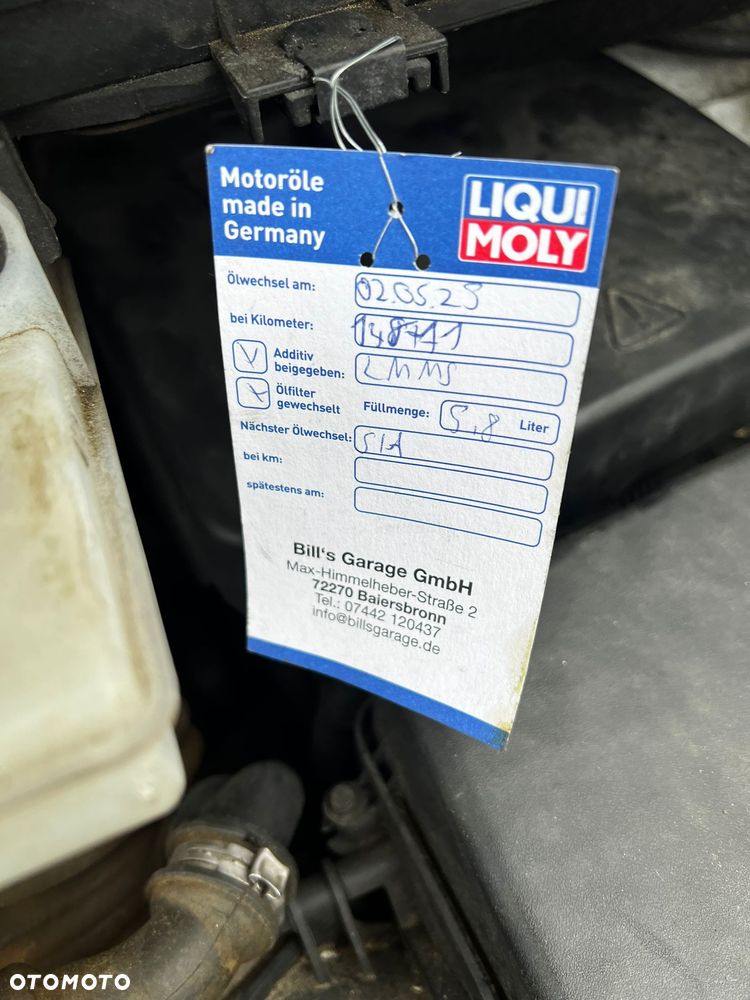 Motoröle
made in
Germany
LIQUI
MOLY
Ölwechsel am: 02.05.25
bei Kilometer:
Additiv
beigegeben:
Ölfilter
gewechselt
Füllmenge: 5,8 Liter
Nächster Ölwechsel:
bei km:
spätestens am:
Bill's Garage GmbH
Max-Himmelheber-Straße 2
72270 Baiersbronn
Tel.: 07442 120437
info@billsgarage.de
OTOMOTO